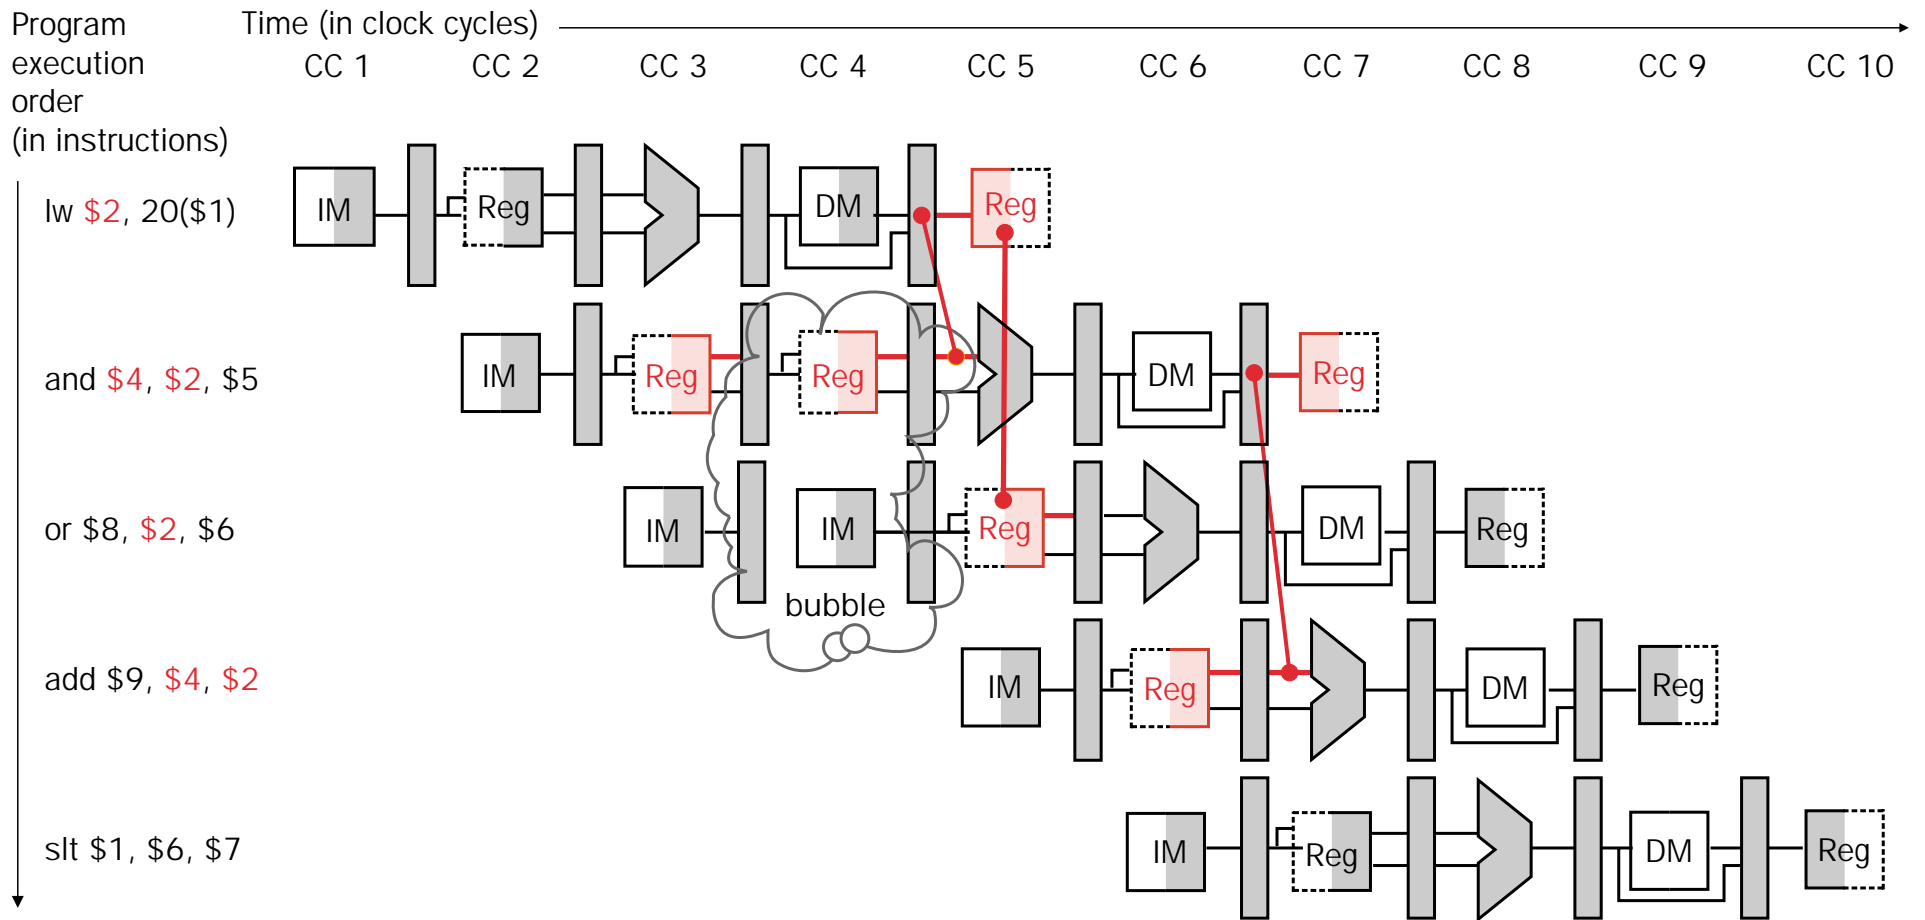 Program
execution
order
(in instructions)
Time (in clock cycles)
CC 1 CC 2 CC 3 CC 4 CC 5 CC 6 CC 7 CC 8 CC 9 CC 10
lw $2, 20($1)
IM Reg DM Reg
and $4, $2, $5
IM Reg Reg DM Reg
or $8, $2, $6
IM IM Reg DM Reg
bubble
add $9, $4, $2
IM Reg DM Reg
slt $1, $6, $7
IM Reg DM Reg